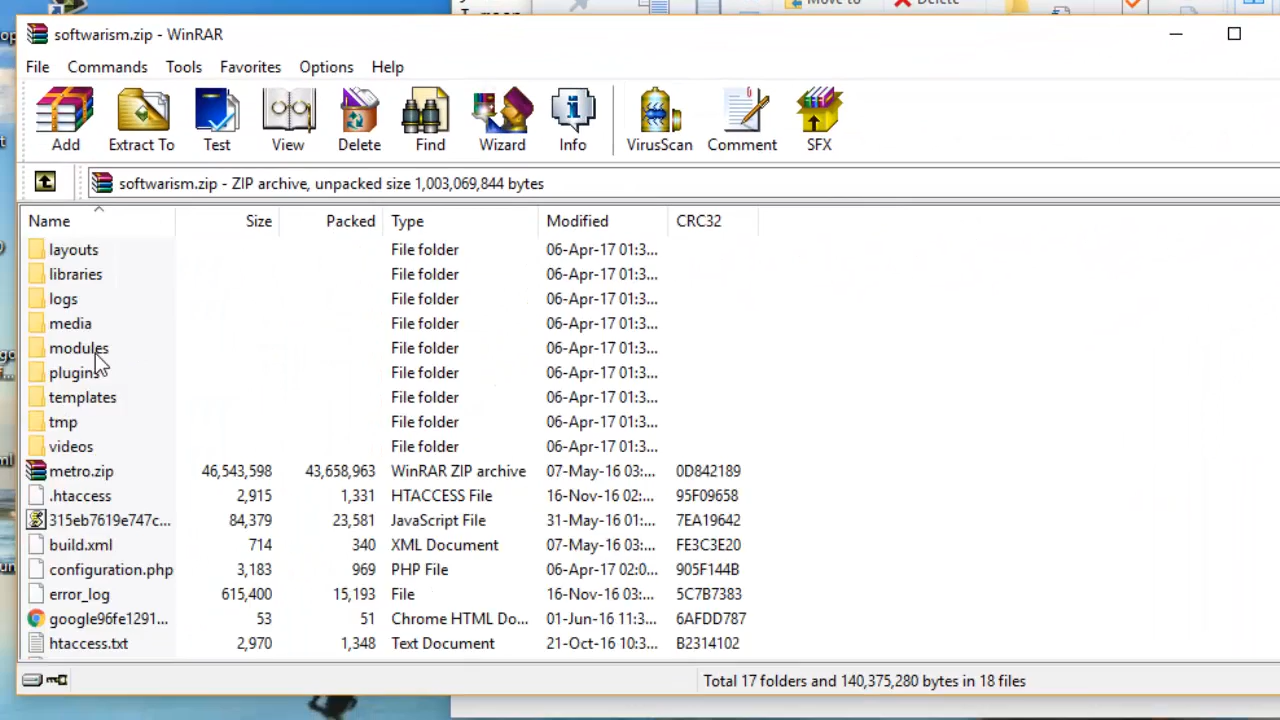 Move to Delete
softwarism.zip - WinRAR
File Commands Tools Favorites Options Help
Add Extract To Test View Delete Find Wizard Info VirusScan Comment SFX
softwarism.zip - ZIP archive, unpacked size 1,003,069,844 bytes
Name Size Packed Type Modified CRC32
layouts File folder 06-Apr-17 01:3...
libraries File folder 06-Apr-17 01:3...
logs File folder 06-Apr-17 01:3...
media File folder 06-Apr-17 01:3...
modules File folder 06-Apr-17 01:3...
plugins File folder 06-Apr-17 01:3...
templates File folder 06-Apr-17 01:3...
tmp File folder 06-Apr-17 01:3...
videos File folder 06-Apr-17 01:3...
metro.zip 46,543,598 43,658,963 WinRAR ZIP archive 07-May-16 03:... 0D842189
.htaccess 2,915 1,331 HTACCESS File 16-Nov-16 02:... 95F09658
315eb7619e747c... 84,379 23,581 JavaScript File 31-May-16 01:... 7EA19642
build.xml 714 340 XML Document 07-May-16 03:... FE3C3E20
configuration.php 3,183 969 PHP File 06-Apr-17 02:0... 905F144B
error_log 615,400 15,193 File 16-Nov-16 03:... 5C7B7383
google96fe1291... 53 51 Chrome HTML Do... 01-Jun-16 11:3... 6AFDD787
htaccess.txt 2,970 1,348 Text Document 21-Oct-16 10:3... B2314102
Total 17 folders and 140,375,280 bytes in 18 files